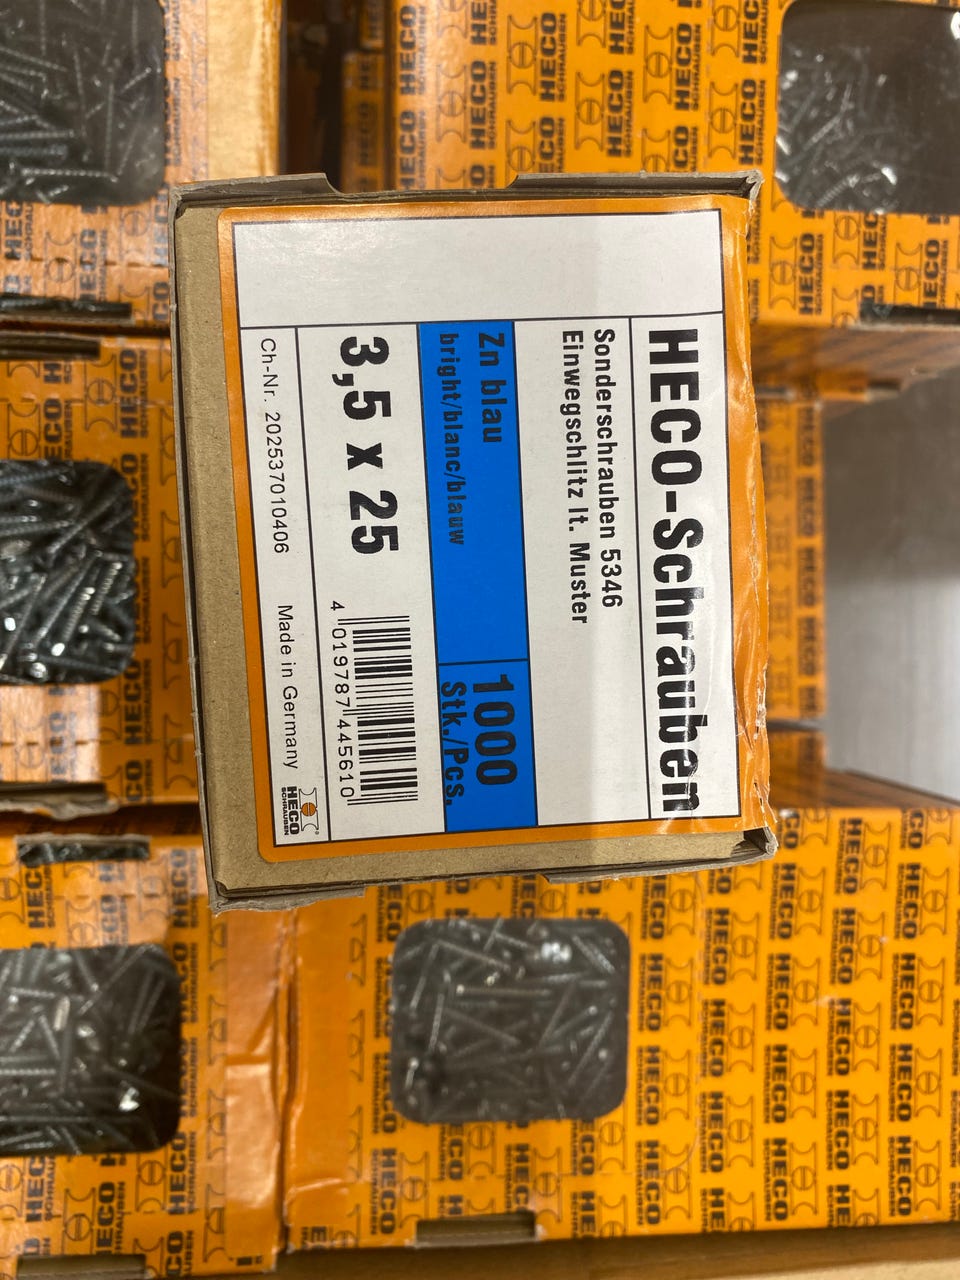 HECO-Schrauben
Sonderschrauben 5346
Einwegschlitz lt. Muster
Zn blau
bright/blanc/blauw
1000
Stk./Pcs.
3,5 x 25
4 019787 445610
Ch-Nr. 202537010406
Made in Germany
HECO
SCHRAUBEN